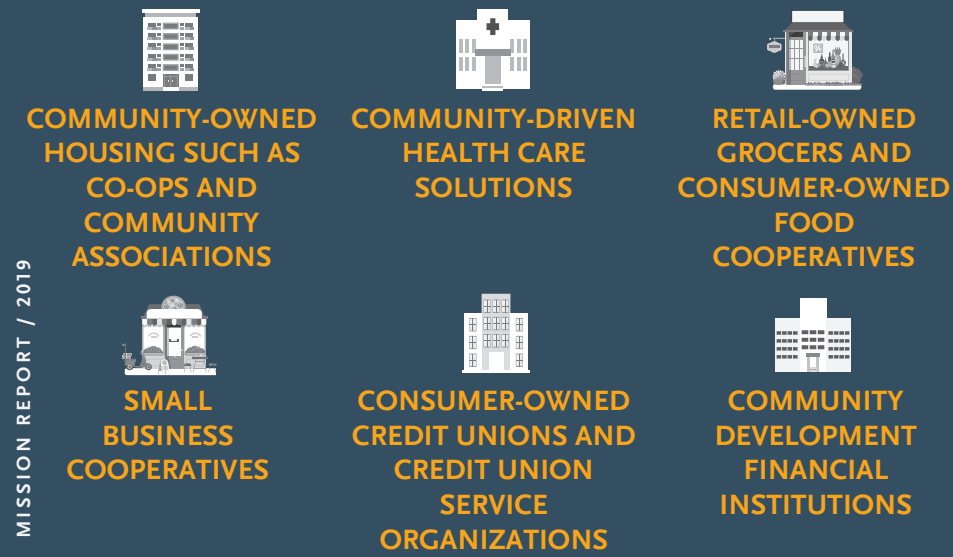 COMMUNITY-OWNED
HOUSING SUCH AS
CO-OPS AND
COMMUNITY
ASSOCIATIONS
COMMUNITY-DRIVEN
HEALTH CARE
SOLUTIONS
RETAIL-OWNED
GROCERS AND
CONSUMER-OWNED
FOOD
COOPERATIVES
SMALL
BUSINESS
COOPERATIVES
CONSUMER-OWNED
CREDIT UNIONS AND
CREDIT UNION
SERVICE
ORGANIZATIONS
COMMUNITY
DEVELOPMENT
FINANCIAL
INSTITUTIONS
MISSION REPORT / 2019